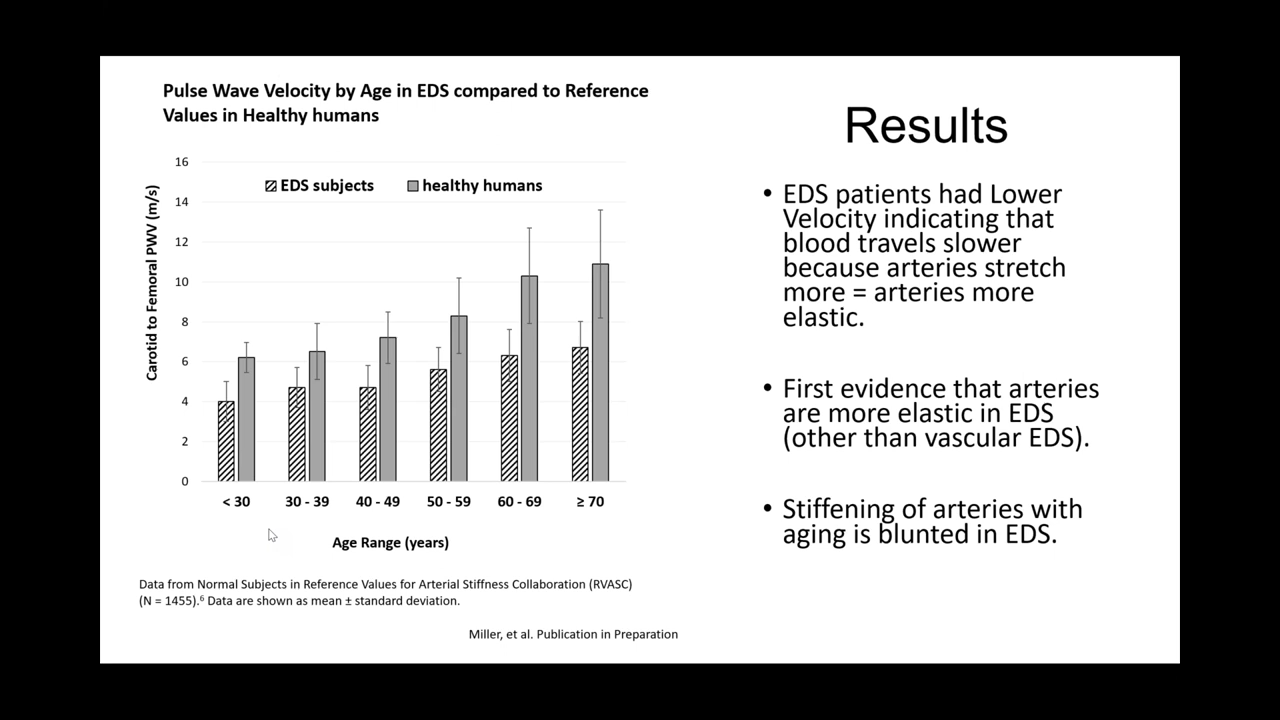 Pulse Wave Velocity by Age in EDS compared to Reference
Values in Healthy humans
Carotid to Femoral PWV (m/s)
16
14
12
10
8
6
4
2
0
EDS subjects
healthy humans
< 30
30 - 39
40 - 49
50 - 59
60 - 69
≥ 70
Age Range (years)
Data from Normal Subjects in Reference Values for Arterial Stiffness Collaboration (RVASC)
(N = 1455).⁶ Data are shown as mean ± standard deviation.
Miller, et al. Publication in Preparation
Results
• EDS patients had Lower
Velocity indicating that
blood travels slower
because arteries stretch
more = arteries more
elastic.
• First evidence that arteries
are more elastic in EDS
(other than vascular EDS).
• Stiffening of arteries with
aging is blunted in EDS.